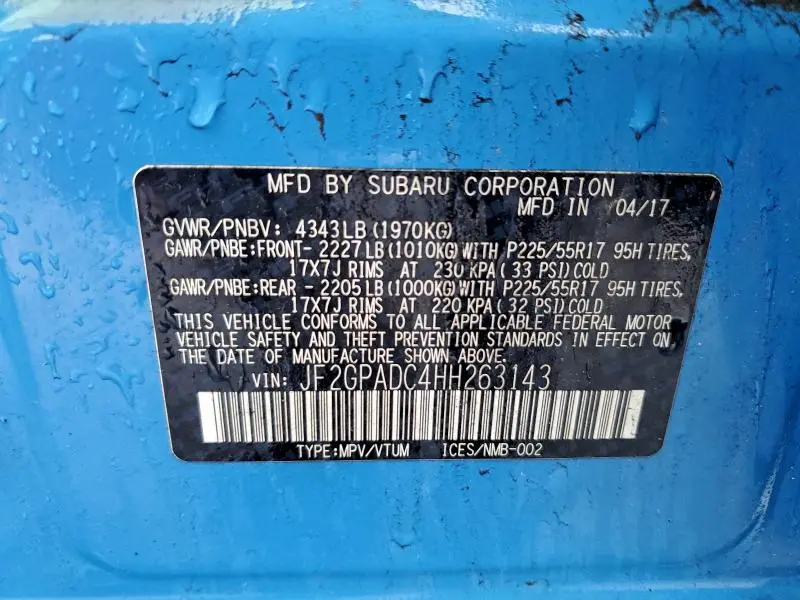 MFD BY SUBARU CORPORATION
MFD IN 04/17
GVWR/PNBV: 4343LB (1970KG)
GAWR/PNBE:FRONT- 2227LB (1010KG) WITH P225/55R17 95H TIRES,
17X7J RIMS AT 230 KPA ( 33 PSI) COLD
GAWR/PNBE:REAR - 2205LB (1000KG) WITH P225/55R17 95H TIRES,
17X7J RIMS AT 220 KPA ( 32 PSI) COLD
THIS VEHICLE CONFORMS TO ALL APPLICABLE FEDERAL MOTOR
VEHICLE SAFETY AND THEFT PREVENTION STANDARDS IN EFFECT ON
THE DATE OF MANUFACTURE SHOWN ABOVE.
VIN: JF2GPADC4HH263143
TYPE:MPV/VTUM ICES/NMB-002